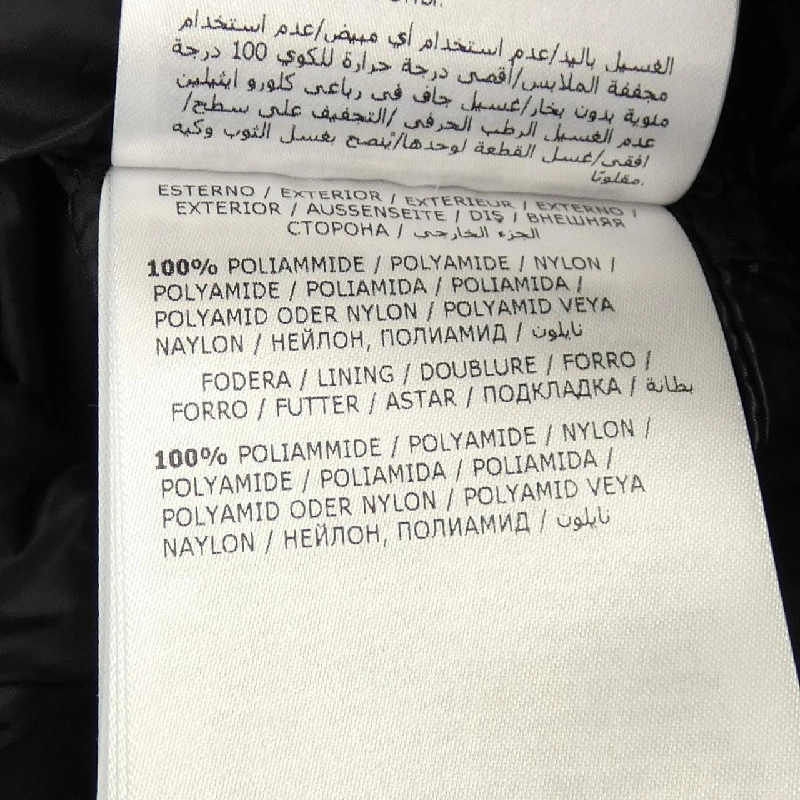 الغسيل باليد/عدم استخدام أي مبيض/عدم استخدام
مجففة الملابس/أقصى درجة حرارة للكوي 100 درجة
مئوية بدون بخار/غسيل جاف في رباعي كلورو ايثيلين
عدم الغسيل الرطب الحرفي /التجفيف على سطح/
افقي/غسل القطعة لوحدها/يُنصح بغسل الثوب وكيه
مقلوبًا.
ESTERNO / EXTERIOR / EXTERIEUR / EXTERNO /
EXTERIOR / AUSSENSEITE / DIŞ / ВНЕШНЯЯ
СТОРОНА / الجزء الخارجي
100% POLIAMMIDE / POLYAMIDE / NYLON /
POLYAMIDE / POLIAMIDA / POLIAMIDA /
POLYAMID ODER NYLON / POLYAMID VEYA
NAYLON / НЕЙЛОН, ПОЛИАМИД / نايلون
FODERA / LINING / DOUBLURE / FORRO /
FORRO / FUTTER / ASTAR / ПОДКЛАДКА / بطانة
100% POLIAMMIDE / POLYAMIDE / NYLON /
POLYAMIDE / POLIAMIDA / POLIAMIDA /
POLYAMID ODER NYLON / POLYAMID VEYA
NAYLON / НЕЙЛОН, ПОЛИАМИД / نايلون